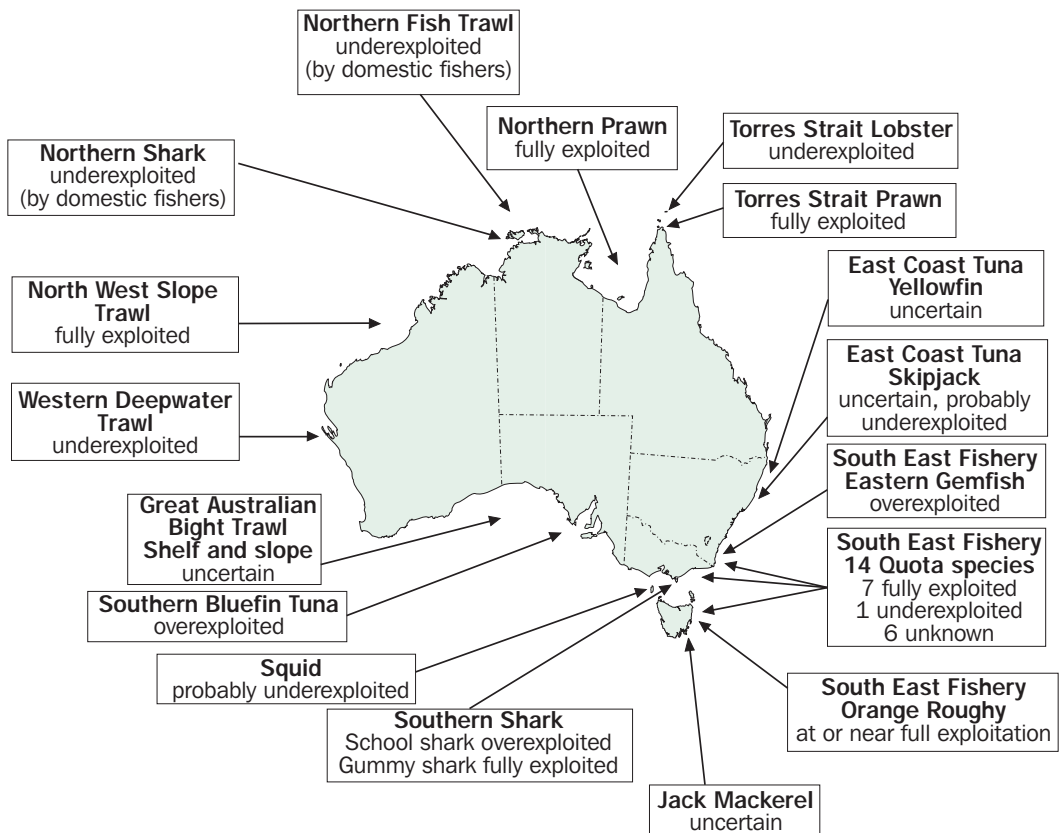 Northern Fish Trawl
underexploited
(by domestic fishers)
Northern Prawn
fully exploited
Torres Strait Lobster
underexploited
Northern Shark
underexploited
(by domestic fishers)
Torres Strait Prawn
fully exploited
East Coast Tuna
Yellowfin
uncertain
North West Slope
Trawl
fully exploited
East Coast Tuna
Skipjack
uncertain, probably
underexploited
Western Deepwater
Trawl
underexploited
South East Fishery
Eastern Gemfish
overexploited
Great Australian
Bight Trawl
Shelf and slope
uncertain
South East Fishery
14 Quota species
7 fully exploited
1 underexploited
6 unknown
Southern Bluefin Tuna
overexploited
Squid
probably underexploited
South East Fishery
Orange Roughy
at or near full exploitation
Southern Shark
School shark overexploited
Gummy shark fully exploited
Jack Mackerel
uncertain